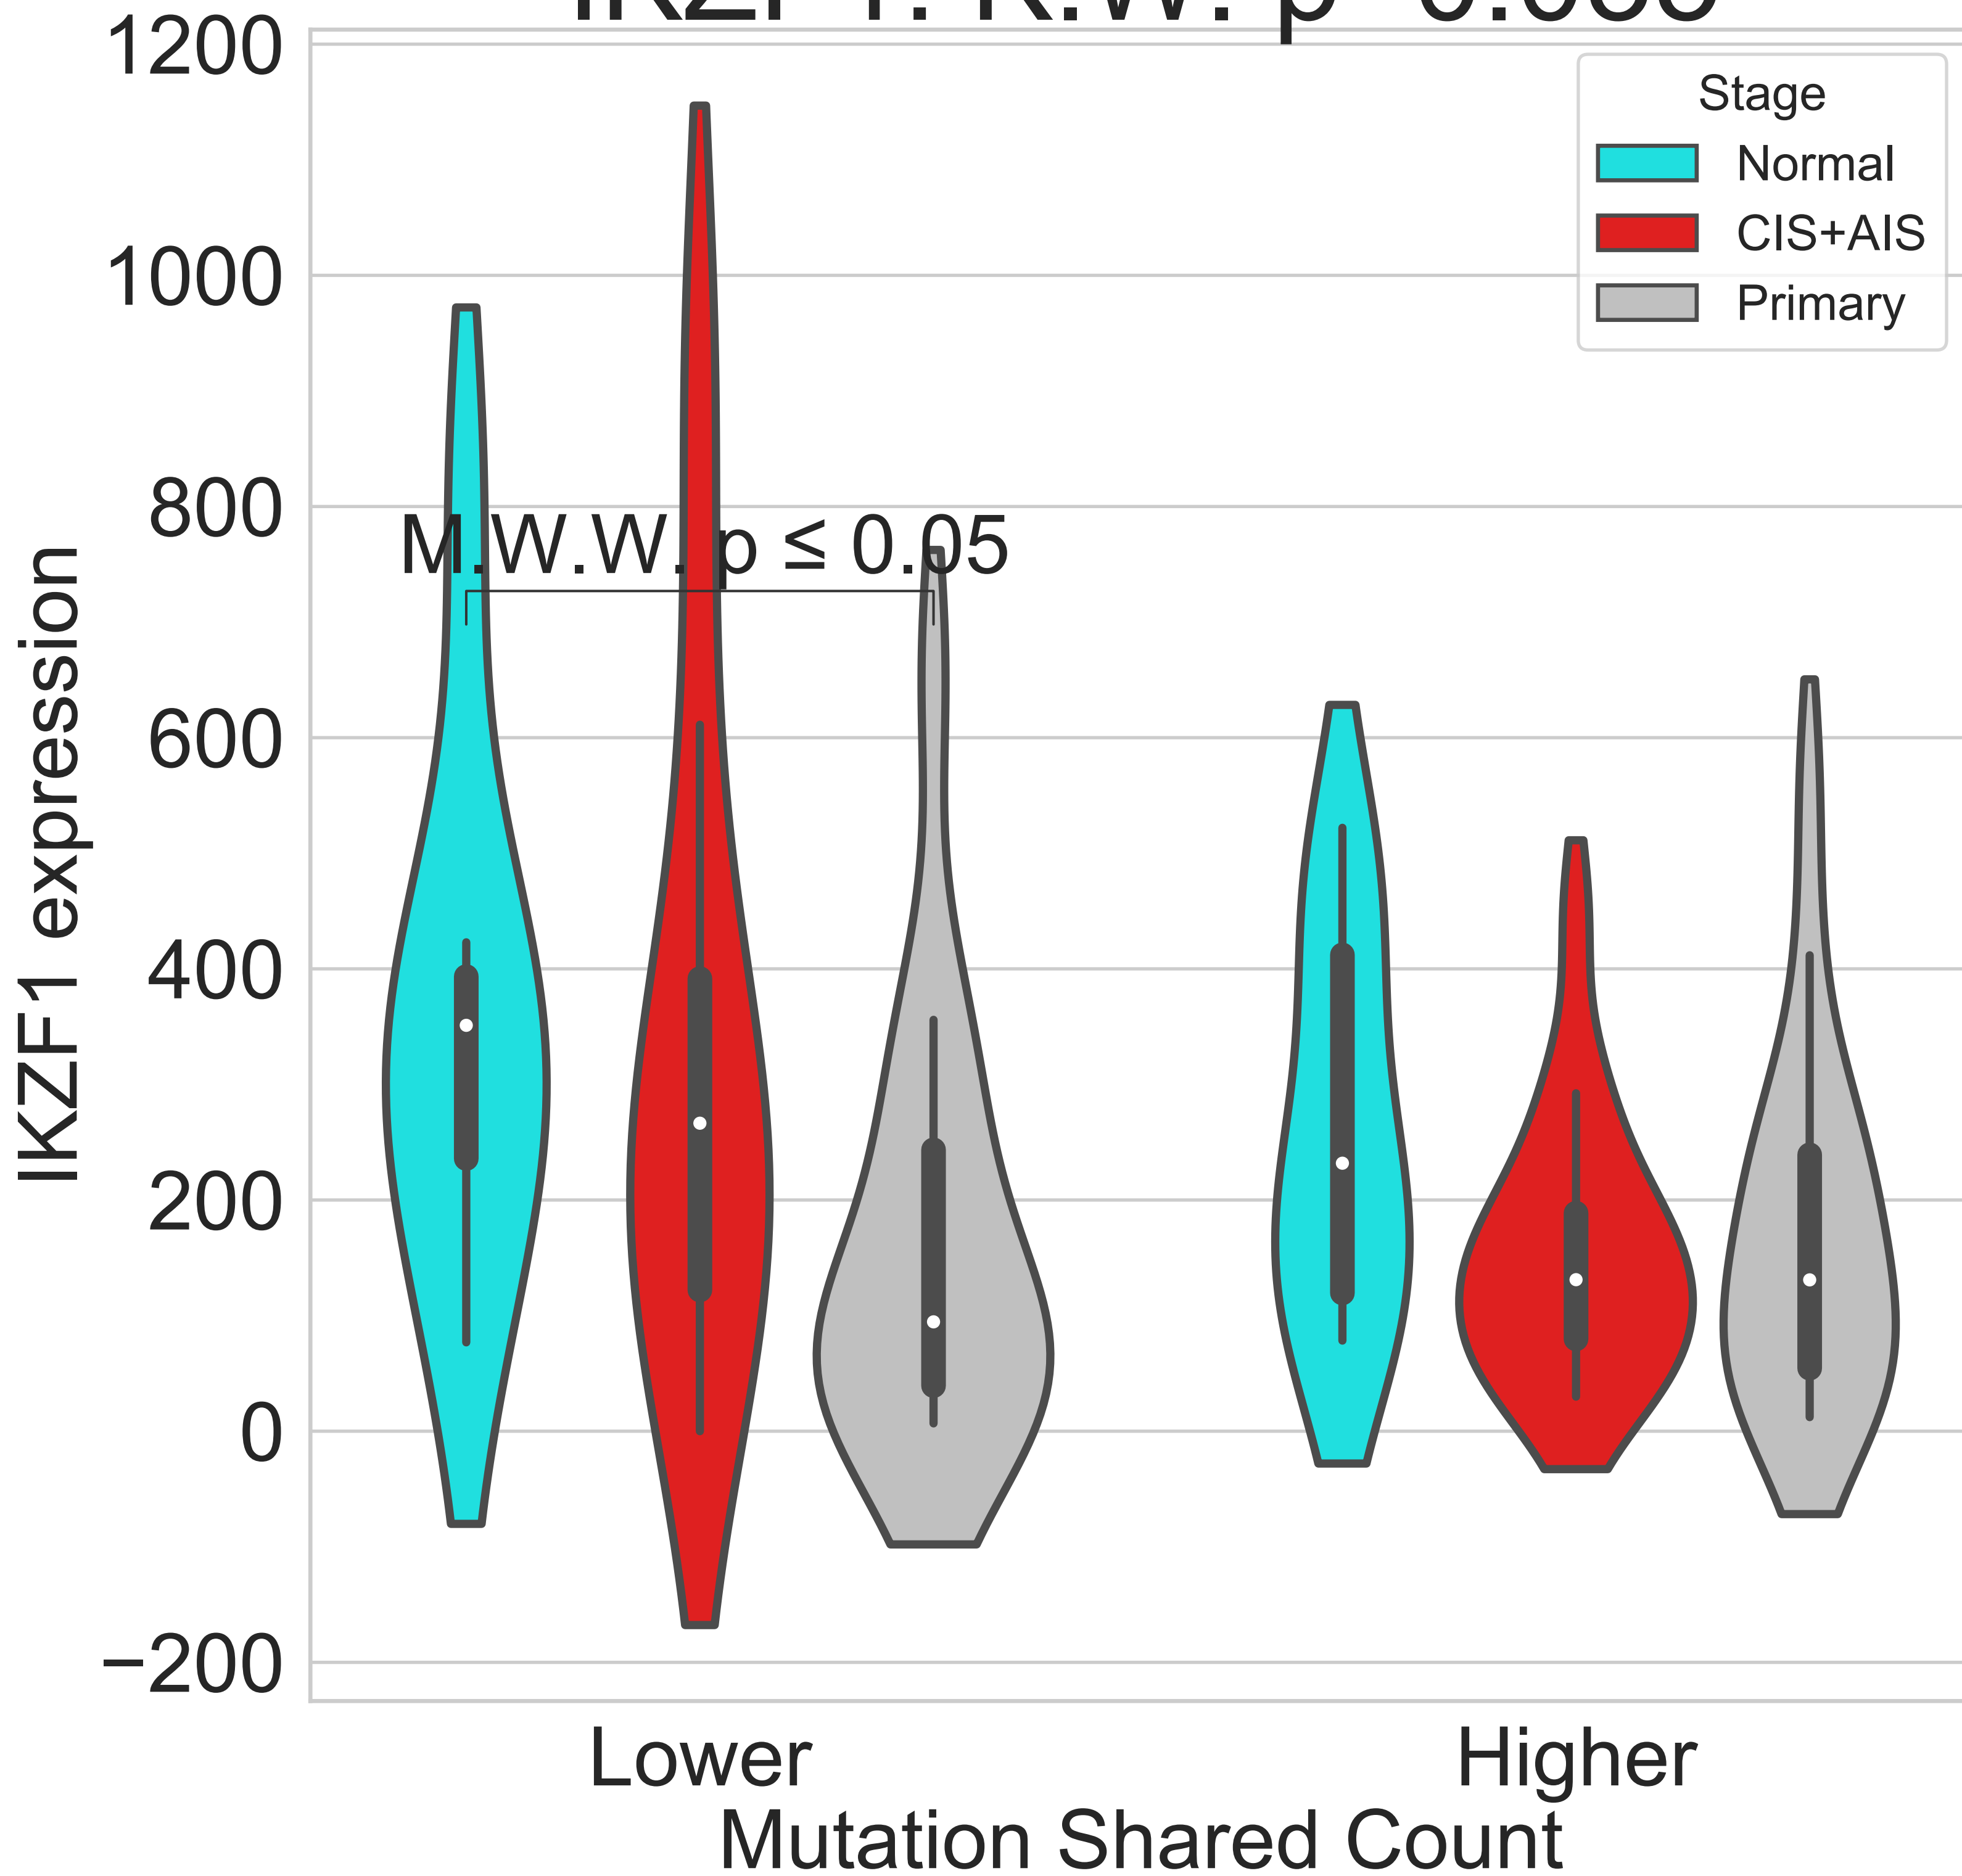 1200
1000
800
600
400
200
0
−200
IKZF1 expression
Stage
Normal
CIS+AIS
Primary
M.W.W. p ≤ 0.05
Lower
Higher
Mutation Shared Count